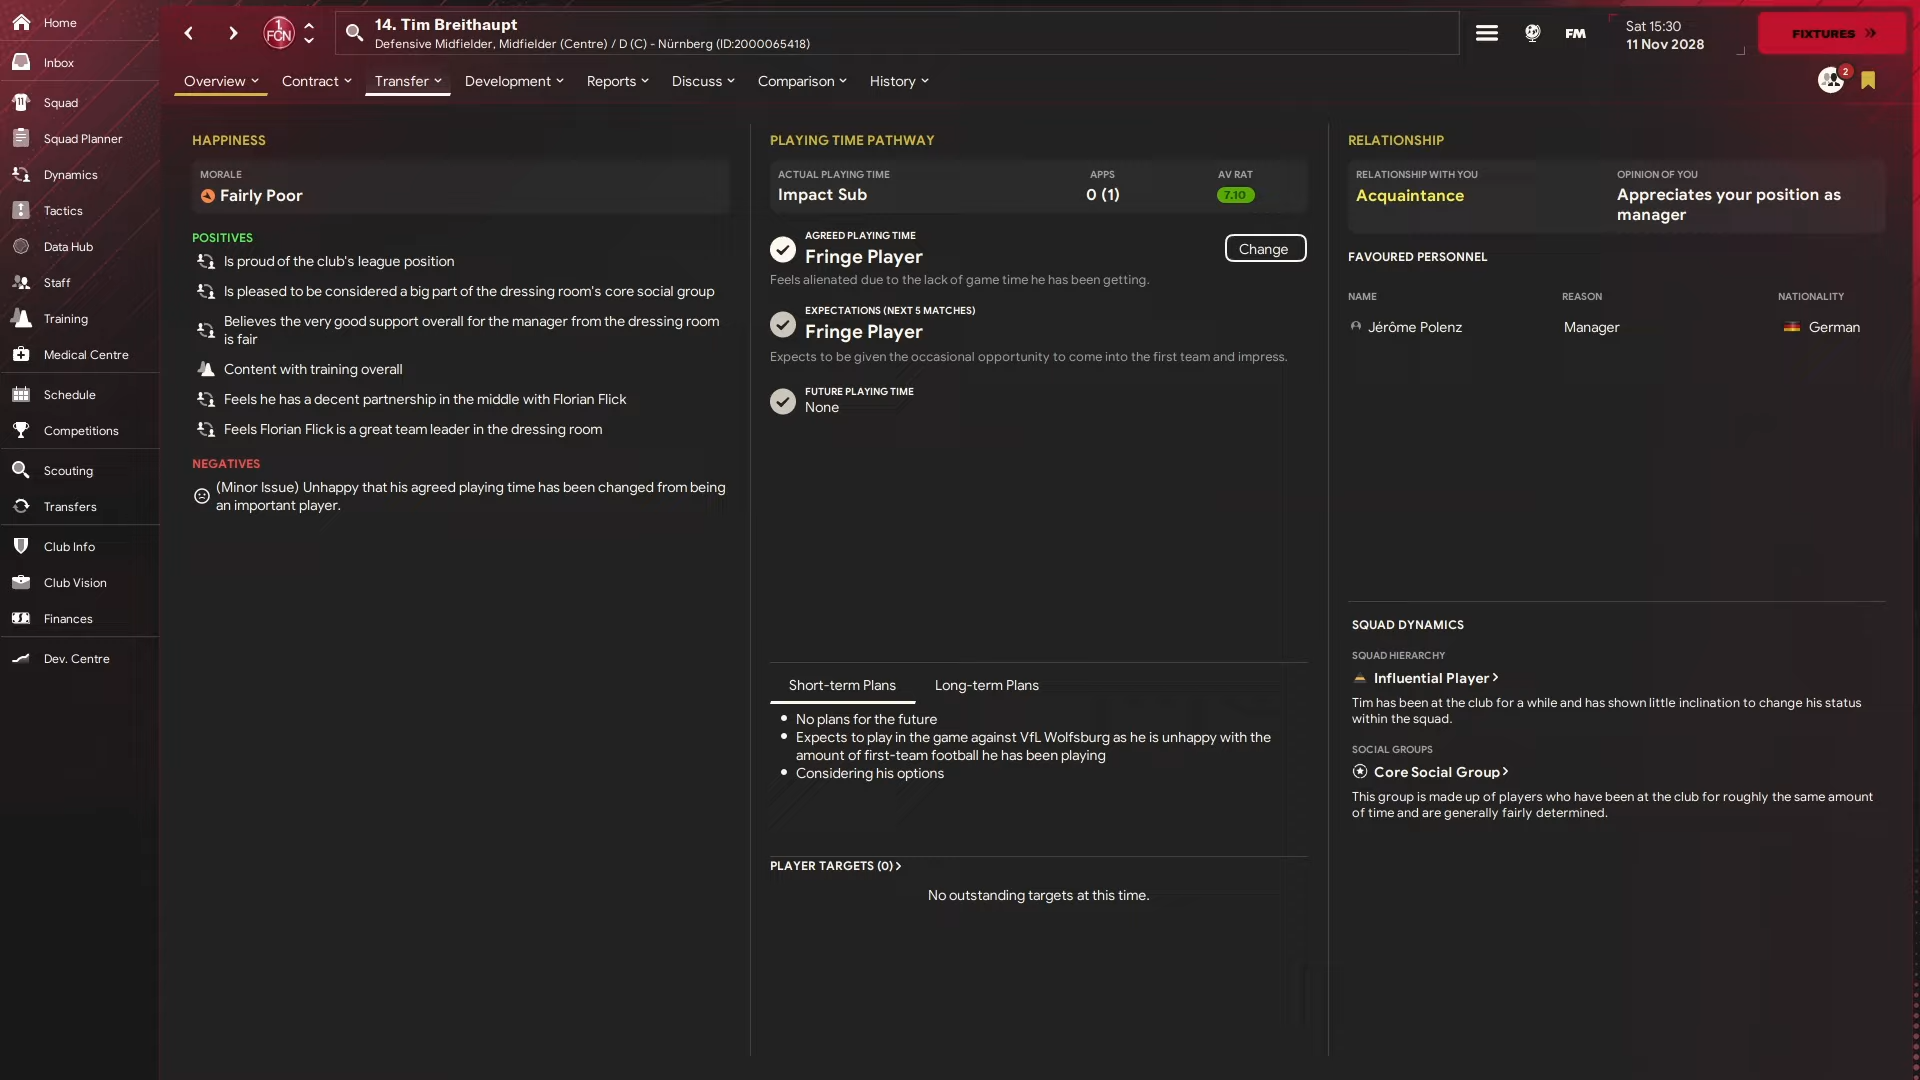 Home
Inbox
Squad
Squad Planner
Dynamics
Tactics
Data Hub
Staff
Training
Medical Centre
Schedule
Competitions
Scouting
Transfers
Club Info
Club Vision
Finances
Dev. Centre
1. FCN
14. Tim Breithaupt
Defensive Midfielder, Midfielder (Centre) / D (C) - Nürnberg (ID:2000065418)
FM
Sat 15:30
11 Nov 2028
FIXTURES
Overview
Contract
Transfer
Development
Reports
Discuss
Comparison
History
2
HAPPINESS
MORALE
Fairly Poor
POSITIVES
Is proud of the club's league position
Is pleased to be considered a big part of the dressing room's core social group
Believes the very good support overall for the manager from the dressing room
is fair
Content with training overall
Feels he has a decent partnership in the middle with Florian Flick
Feels Florian Flick is a great team leader in the dressing room
NEGATIVES
(Minor Issue) Unhappy that his agreed playing time has been changed from being
an important player.
PLAYING TIME PATHWAY
ACTUAL PLAYING TIME
Impact Sub
APPS
0 (1)
AV RAT
7.10
AGREED PLAYING TIME
Fringe Player
Change
Feels alienated due to the lack of game time he has been getting.
EXPECTATIONS (NEXT 5 MATCHES)
Fringe Player
Expects to be given the occasional opportunity to come into the first team and impress.
FUTURE PLAYING TIME
None
Short-term Plans
Long-term Plans
No plans for the future
Expects to play in the game against VfL Wolfsburg as he is unhappy with the
amount of first-team football he has been playing
Considering his options
PLAYER TARGETS (0)
No outstanding targets at this time.
RELATIONSHIP
RELATIONSHIP WITH YOU
Acquaintance
OPINION OF YOU
Appreciates your position as
manager
FAVOURED PERSONNEL
NAME REASON NATIONALITY
Jérôme Polenz Manager German
SQUAD DYNAMICS
SQUAD HIERARCHY
Influential Player
Tim has been at the club for a while and has shown little inclination to change his status
within the squad.
SOCIAL GROUPS
Core Social Group
This group is made up of players who have been at the club for roughly the same amount
of time and are generally fairly determined.